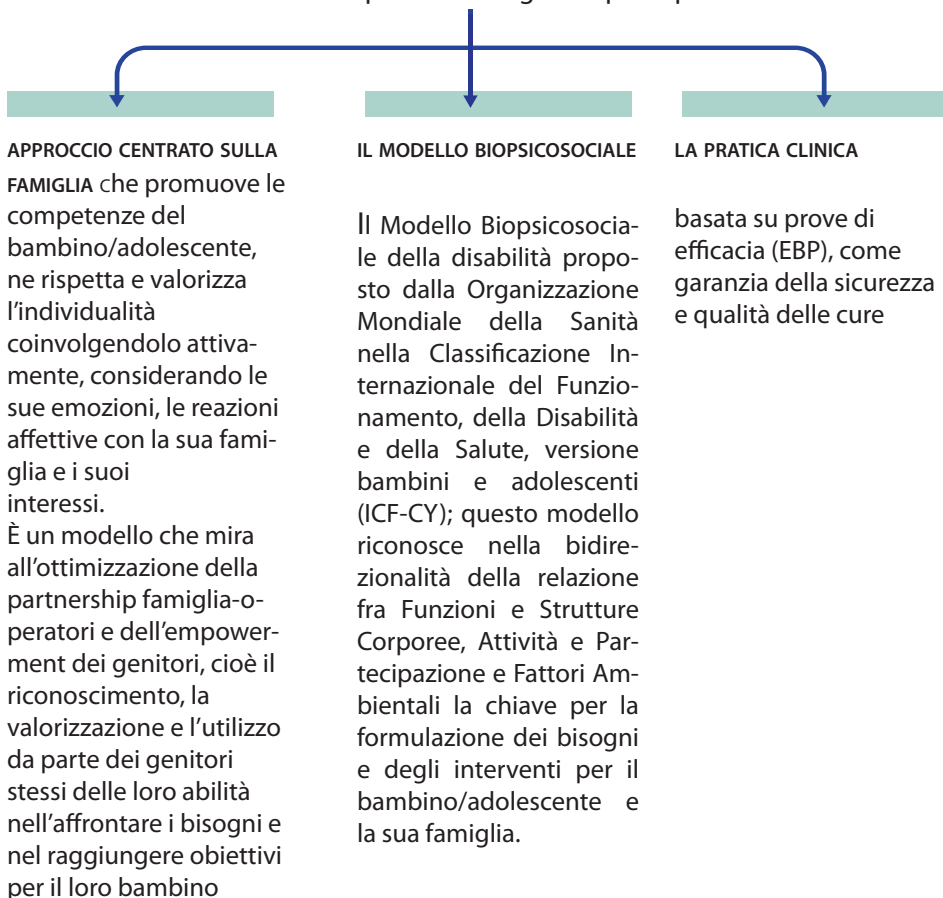 APPROCCIO CENTRATO SULLA
FAMIGLIA che promuove le
competenze del
bambino/adolescente,
ne rispetta e valorizza
l'individualità
coinvolgendolo attiva-
mente, considerando le
sue emozioni, le reazioni
affettive con la sua fami-
glia e i suoi
interessi.
È un modello che mira
all'ottimizzazione della
partnership famiglia-o-
peratori e dell'empower-
ment dei genitori, cioè il
riconoscimento, la
valorizzazione e l'utilizzo
da parte dei genitori
stessi delle loro abilità
nell'affrontare i bisogni e
nel raggiungere obiettivi
per il loro bambino
IL MODELLO BIOPSICOSOCIALE
Il Modello Biopsicosocia-
le della disabilità propo-
sto dalla Organizzazione
Mondiale della Sanità
nella Classificazione In-
ternazionale del Funzio-
namento, della Disabilità
e della Salute, versione
bambini e adolescenti
(ICF-CY); questo modello
riconosce nella bidire-
zionalità della relazione
fra Funzioni e Strutture
Corporee, Attività e Par-
tecipazione e Fattori Am-
bientali la chiave per la
formulazione dei bisogni
e degli interventi per il
bambino/adolescente e
la sua famiglia.
LA PRATICA CLINICA
basata su prove di
efficacia (EBP), come
garanzia della sicurezza
e qualità delle cure